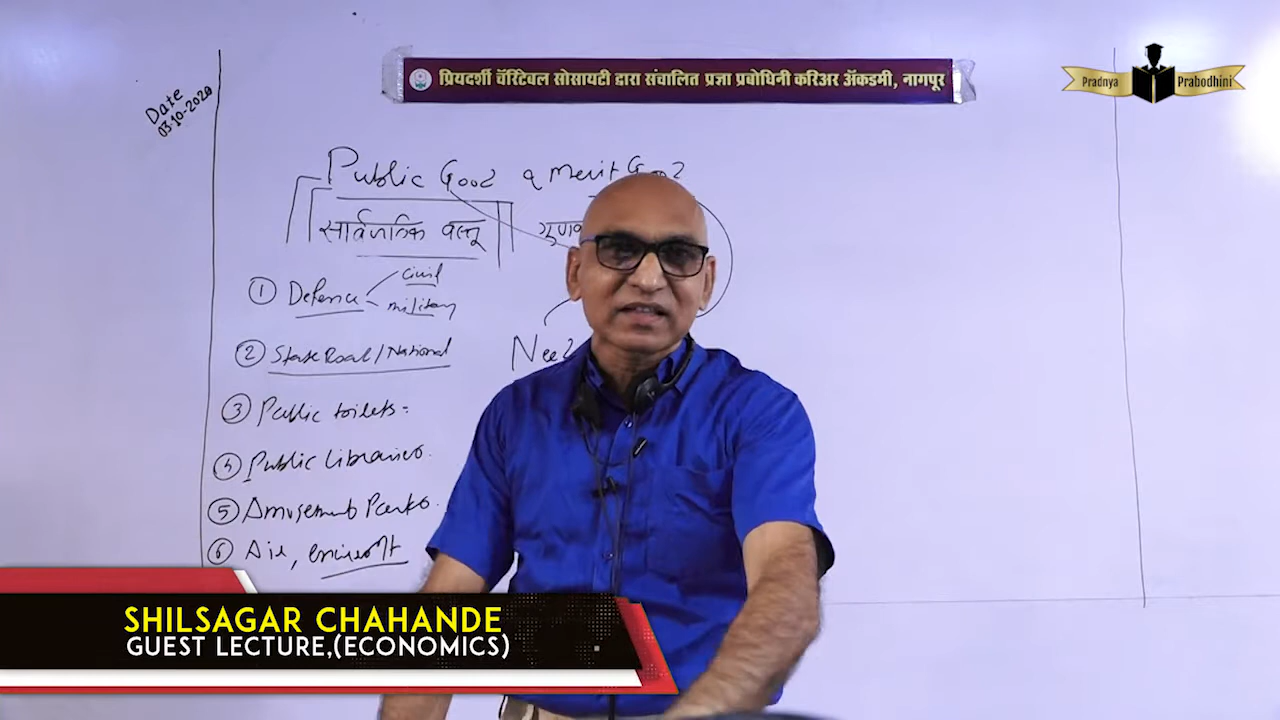 Pradnya Prabodhini
प्रियदर्शी चॅरिटेबल सोसायटी द्वारा संचालित प्रज्ञा प्रबोधिनी करिअर ॲकडमी, नागपूर
Date
03-10-2020
Public Good & Merit Good
सार्वजनिक वस्तू
① Defence civil
military
② State Road / National
③ Public toilets
④ Public Libraries
⑤ Amusement Parks
⑥ Air,
Need
SHILSAGAR CHAHANDE
GUEST LECTURE,(ECONOMICS)